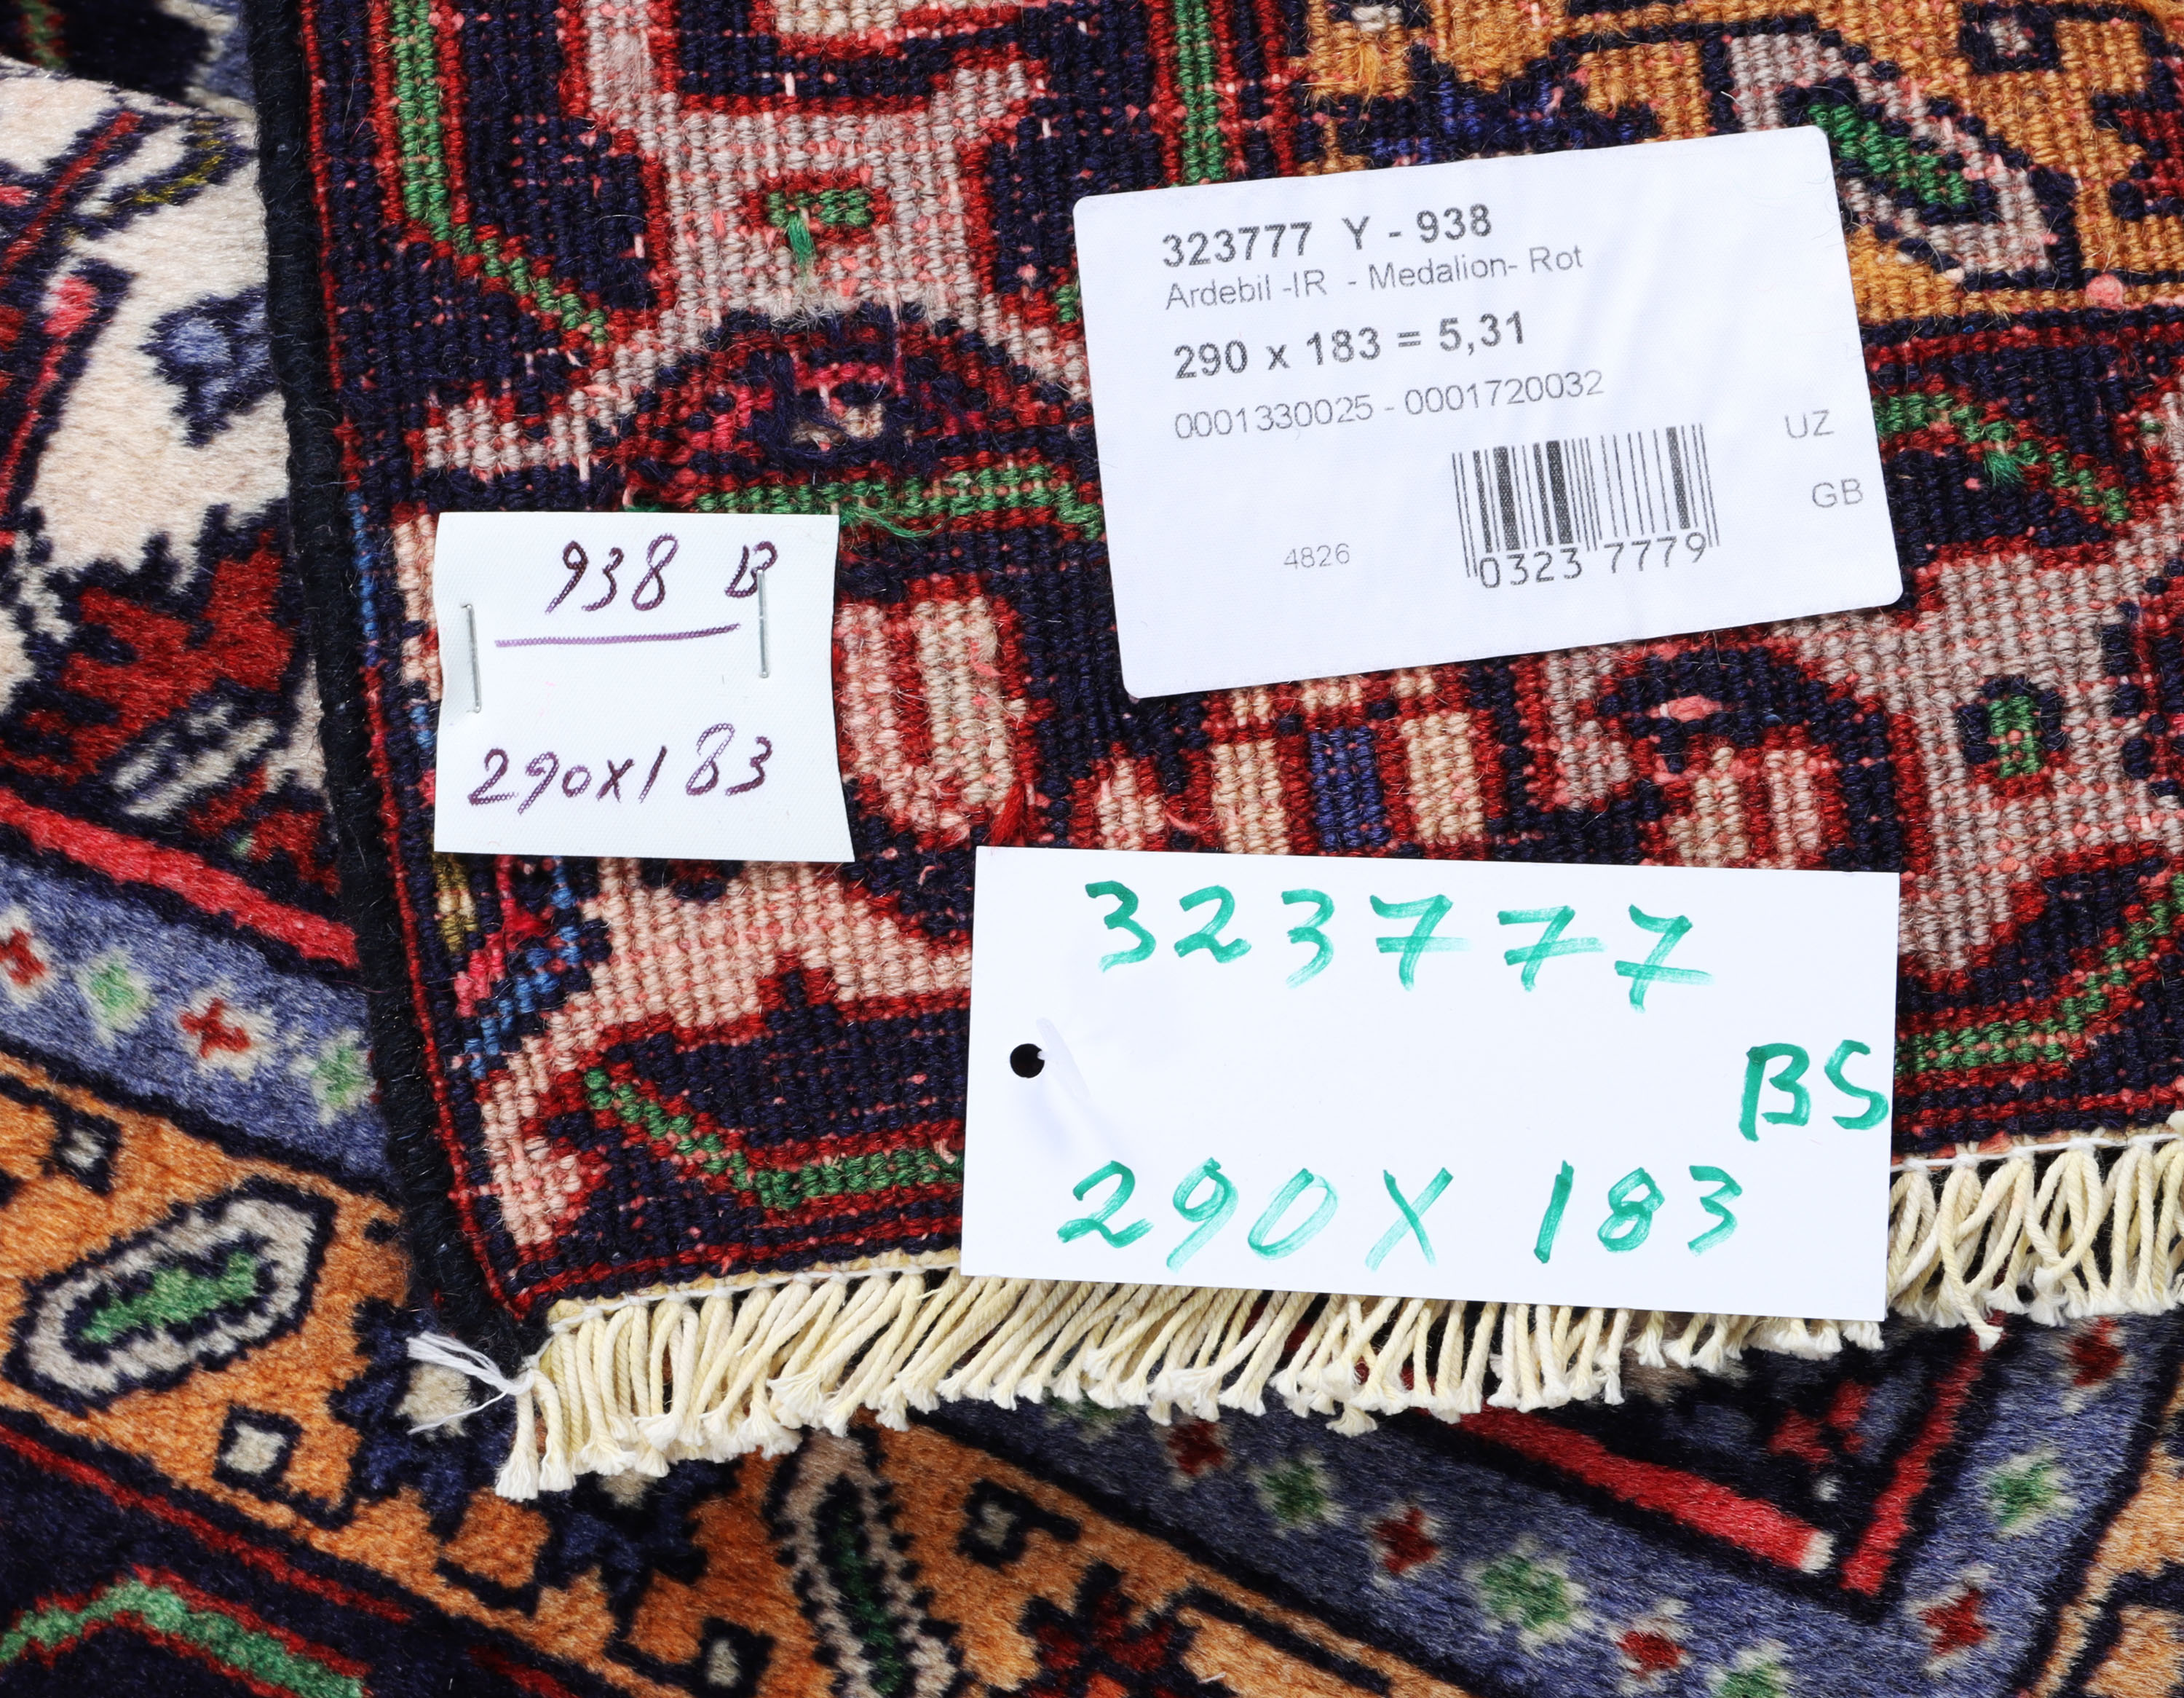 323777 Y - 938
Ardebil -IR - Medalion- Rot
290 x 183 = 5,31
0001330025 - 0001720032
UZ
GB
4826
0323 7779
938 B
290x183
323777
BS
290X 183